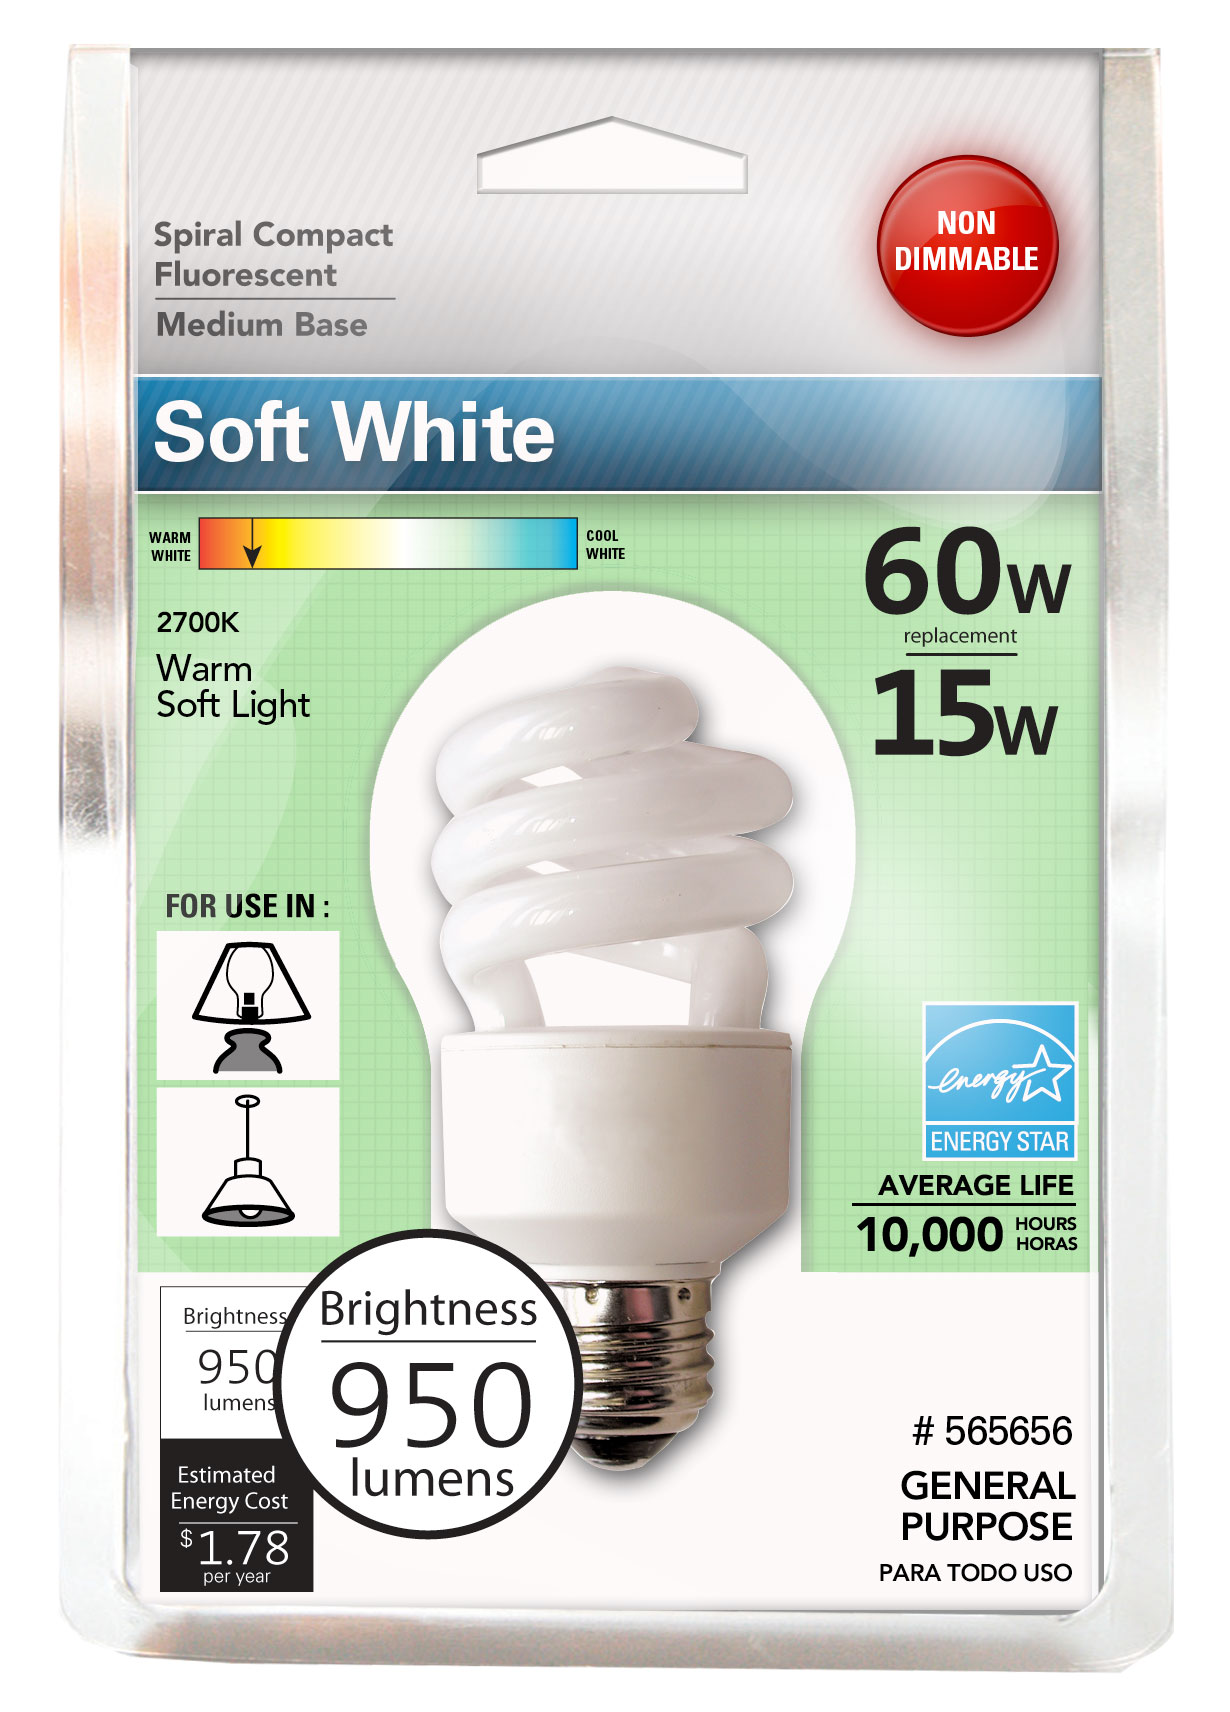 Spiral Compact
Fluorescent
Medium Base
NON
DIMMABLE
Soft White
WARM
WHITE
COOL
WHITE
2700K
Warm
Soft Light
60W
replacement
15W
FOR USE IN :
energy
ENERGY STAR
AVERAGE LIFE
10,000 HOURS
HORAS
Brightness
950
lumens
Estimated
Energy Cost
$1.78
per year
Brightness
950
lumens
# 565656
GENERAL
PURPOSE
PARA TODO USO